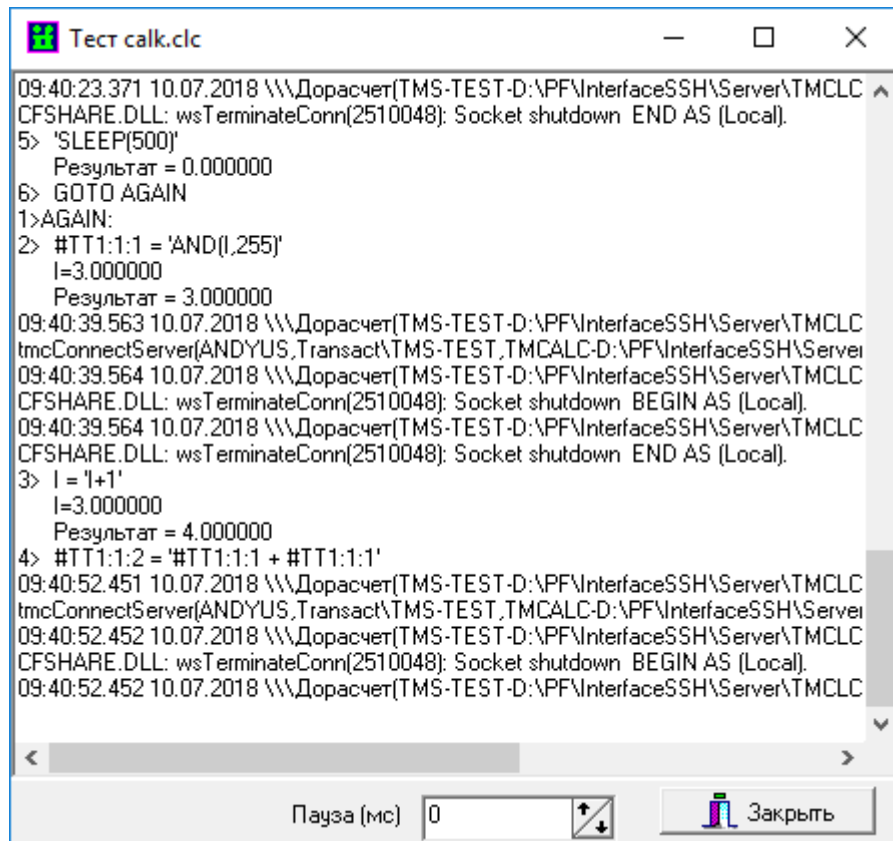 Тест calk.clc
09:40:23.371 10.07.2018 \\\Дорасчет(TMS-TEST-D:\PF\InterfaceSSH\Server\TMCLC
CFSHARE.DLL: wsTerminateConn(2510048): Socket shutdown  END AS (Local).
5>  'SLEEP(500)'
Результат = 0.000000
6>  GOTO AGAIN
1>AGAIN:
2>  #TT1:1:1 = 'AND(I,255)'
I=3.000000
Результат = 3.000000
09:40:39.563 10.07.2018 \\\Дорасчет(TMS-TEST-D:\PF\InterfaceSSH\Server\TMCLC
tmcConnectServer(ANDYUS,Transact\TMS-TEST,TMCALC-D:\PF\InterfaceSSH\Server
09:40:39.564 10.07.2018 \\\Дорасчет(TMS-TEST-D:\PF\InterfaceSSH\Server\TMCLC
CFSHARE.DLL: wsTerminateConn(2510048): Socket shutdown  BEGIN AS (Local).
09:40:39.564 10.07.2018 \\\Дорасчет(TMS-TEST-D:\PF\InterfaceSSH\Server\TMCLC
CFSHARE.DLL: wsTerminateConn(2510048): Socket shutdown  END AS (Local).
3>  I = 'I+1'
I=3.000000
Результат = 4.000000
4>  #TT1:1:2 = '#TT1:1:1 + #TT1:1:1'
09:40:52.451 10.07.2018 \\\Дорасчет(TMS-TEST-D:\PF\InterfaceSSH\Server\TMCLC
tmcConnectServer(ANDYUS,Transact\TMS-TEST,TMCALC-D:\PF\InterfaceSSH\Server
09:40:52.452 10.07.2018 \\\Дорасчет(TMS-TEST-D:\PF\InterfaceSSH\Server\TMCLC
CFSHARE.DLL: wsTerminateConn(2510048): Socket shutdown  BEGIN AS (Local).
09:40:52.452 10.07.2018 \\\Дорасчет(TMS-TEST-D:\PF\InterfaceSSH\Server\TMCLC
Пауза (мс) 0 Закрыть